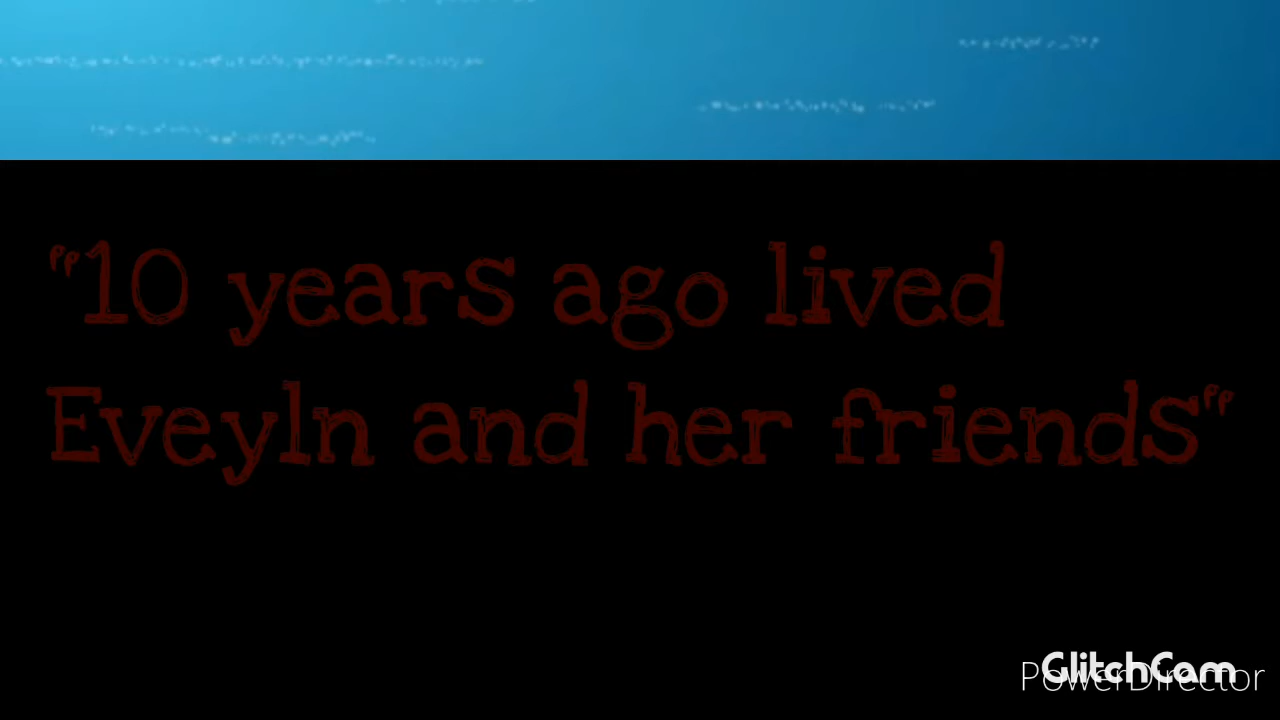 "10 years ago lived
Eveyln and her friends"
GlitchCam
PowerDirector